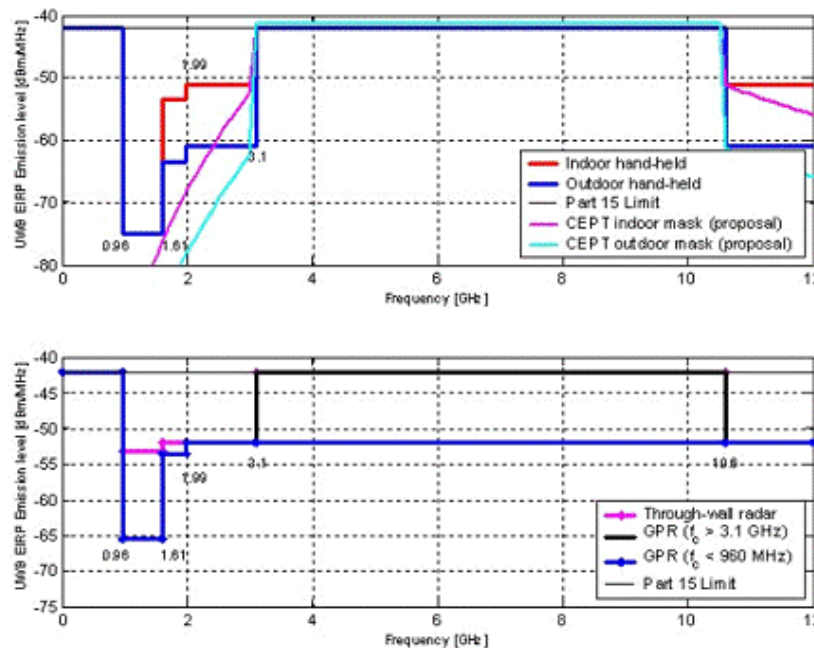 UWB EIRP Emission level [dBm/MHz]
-40
-50
-60
-70
-80
1.99
3.1
0.96
1.61
Indoor hand-held
Outdoor hand-held
Part 15 Limit
CEPT indoor mask (proposal)
CEPT outdoor mask (proposal)
0 2 4 6 8 10 12
Frequency [GHz]
UWB EIRP Emission level [dBm/MHz]
-40
-45
-50
-55
-60
-65
-70
-75
1.99
3.1
10.6
0.96
1.61
Through-wall radar
GPR (f_c > 3.1 GHz)
GPR (f_c < 960 MHz)
Part 15 Limit
0 2 4 6 8 10 12
Frequency [GHz]